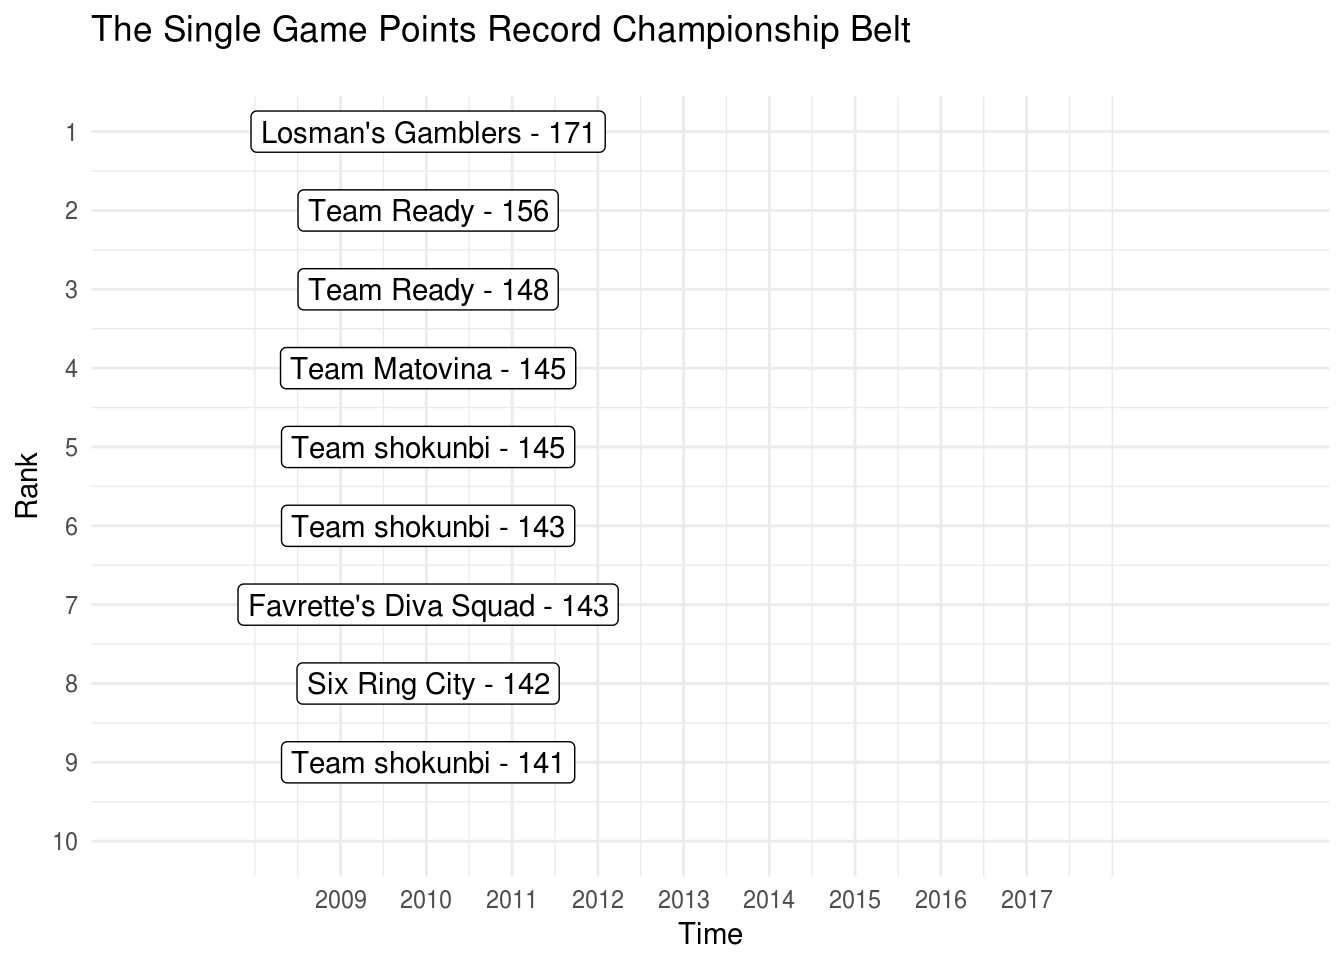 The Single Game Points Record Championship Belt
1
Losman's Gamblers - 171
2
Team Ready - 156
3
Team Ready - 148
4
Team Matovina - 145
5
Team shokunbi - 145
Rank
6
Team shokunbi - 143
7
Favrette's Diva Squad - 143
8
Six Ring City - 142
9
Team shokunbi - 141
10
2009 2010 2011 2012 2013 2014 2015 2016 2017
Time